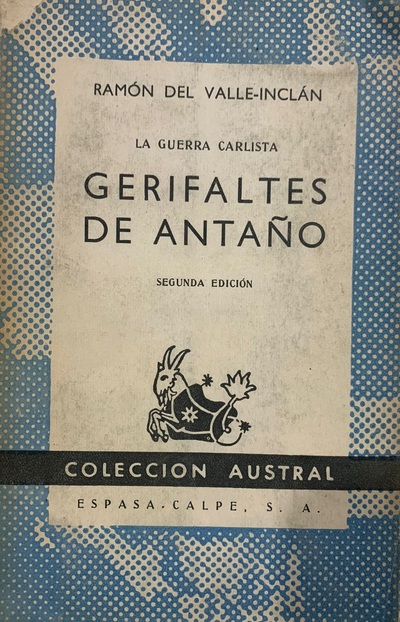 RAMÓN DEL VALLE-INCLÁN
LA GUERRA CARLISTA
GERIFALTES
DE ANTAÑO
SEGUNDA EDICIÓN
COLECCION AUSTRAL
ESPASA-CALPE, S. A.